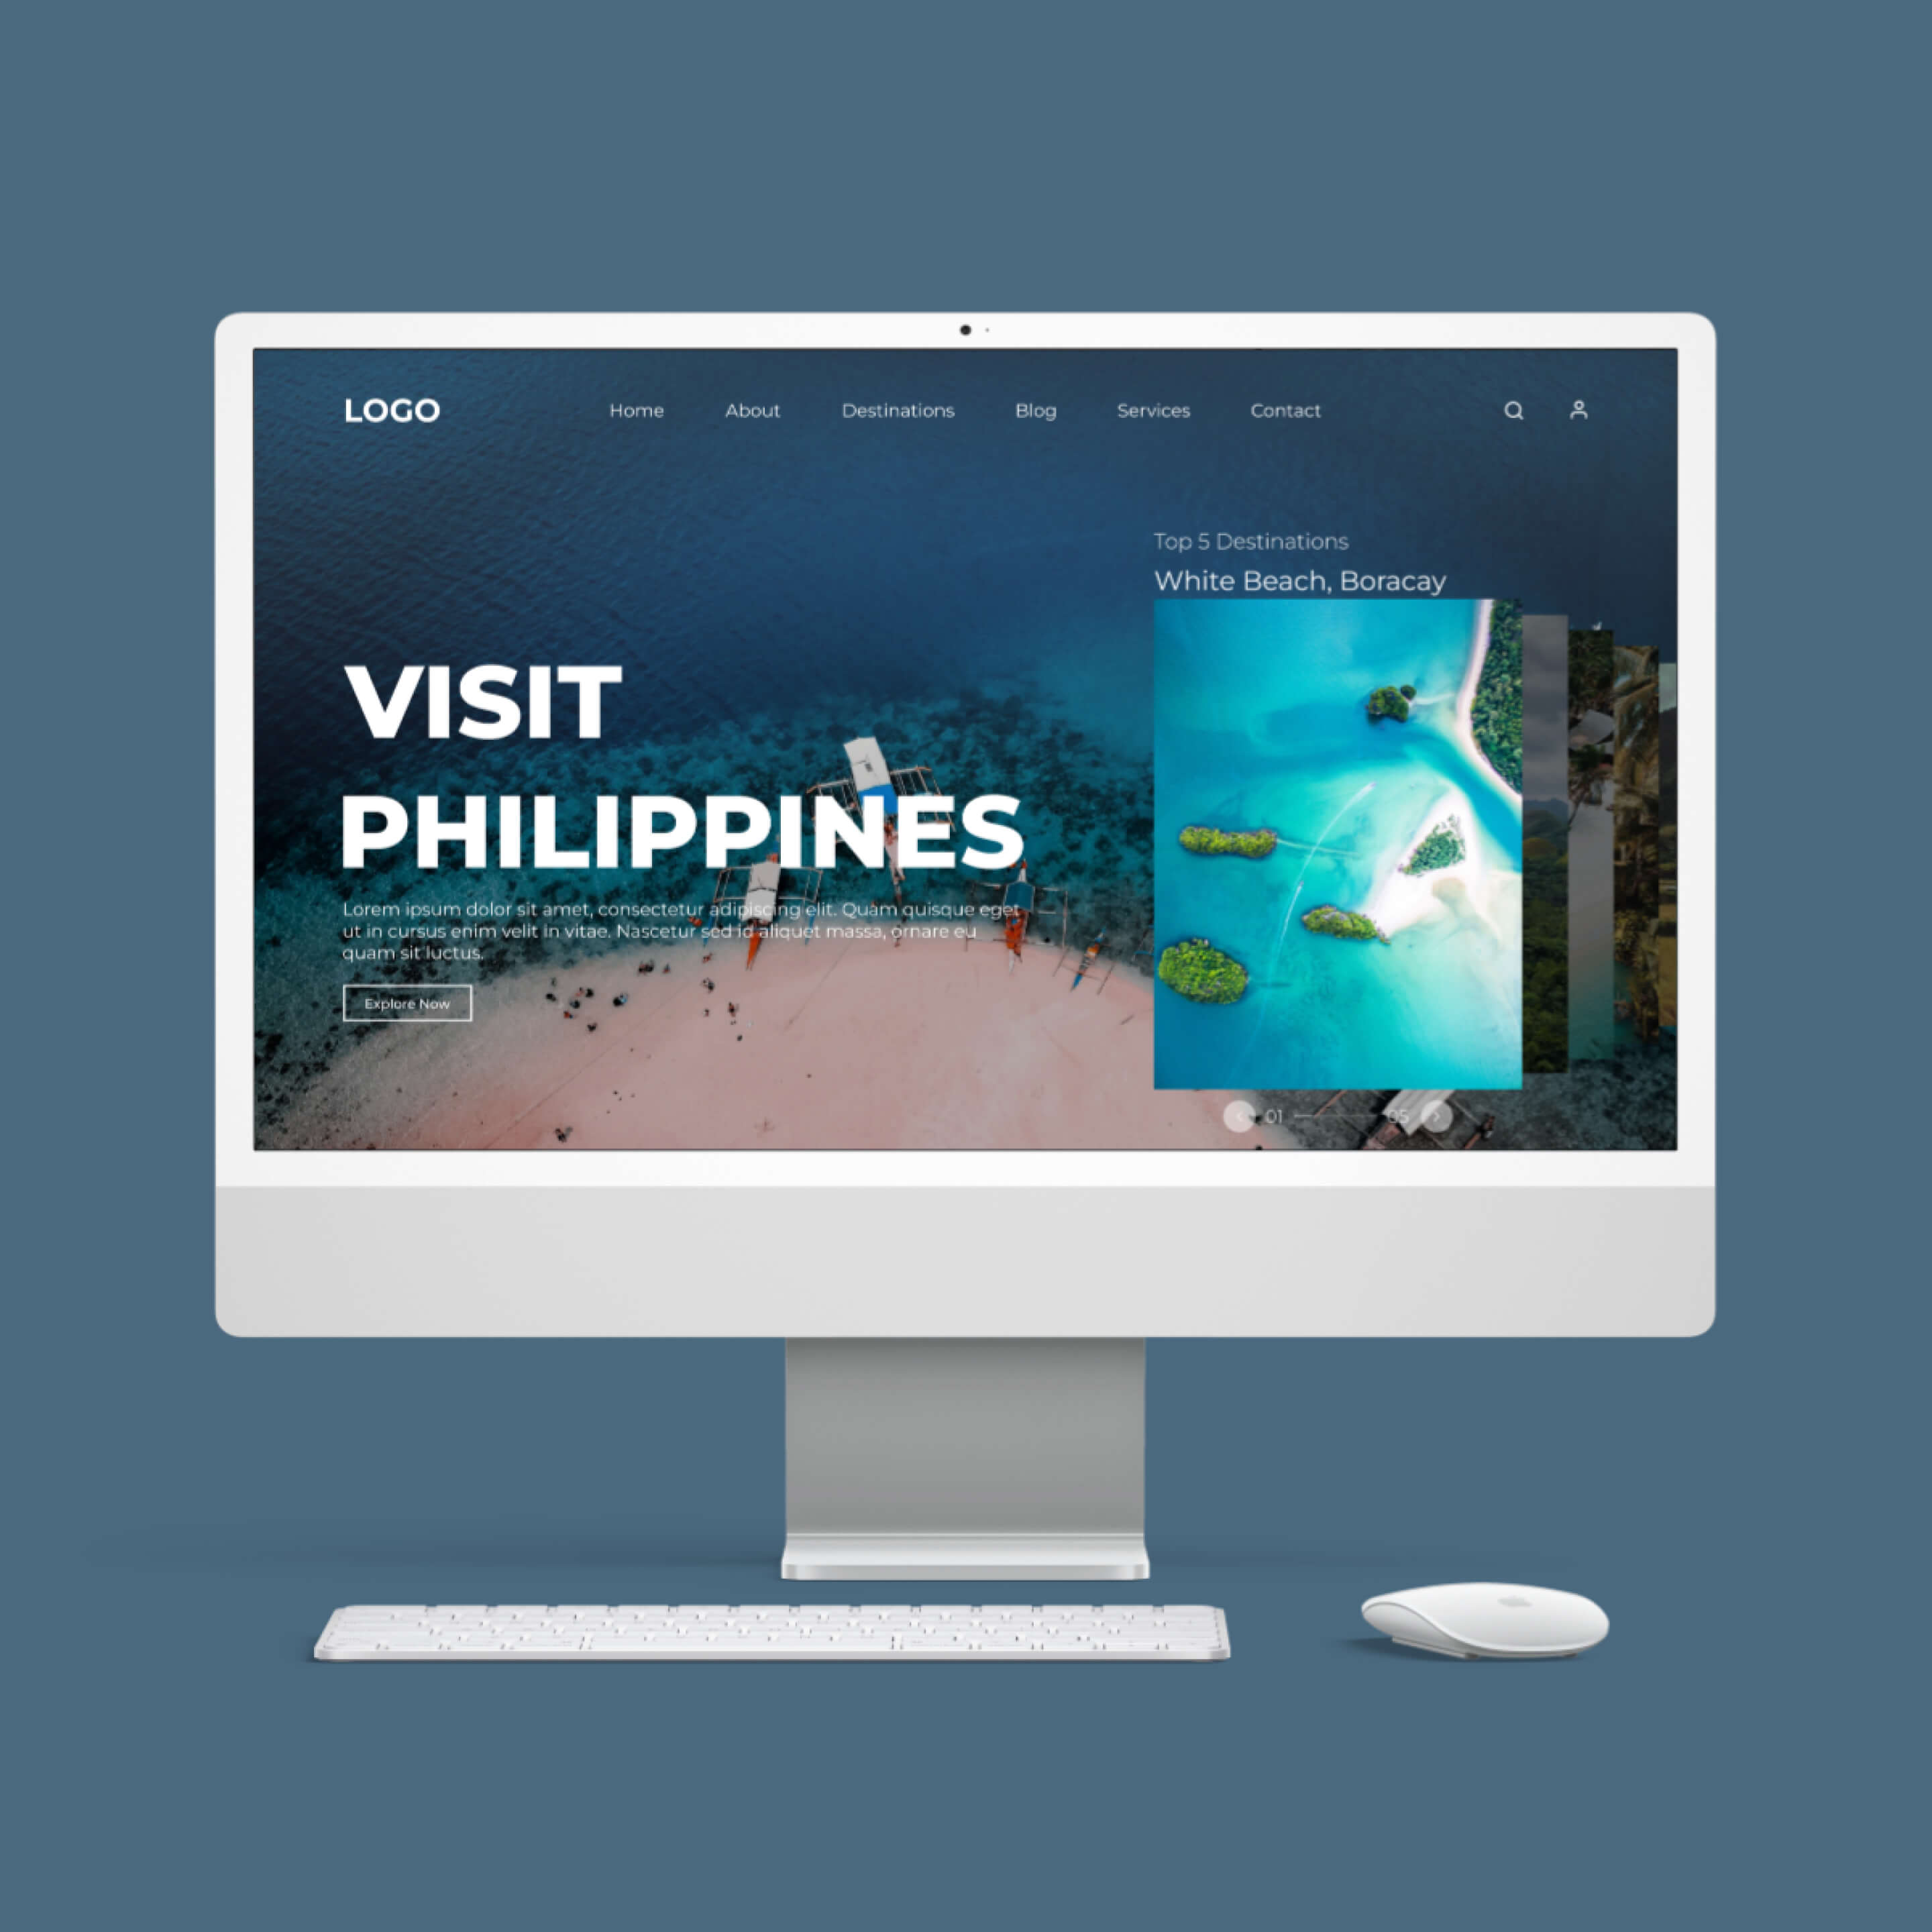 LOGO
Home
About
Destinations
Blog
Services
Contact
Top 5 Destinations
White Beach, Boracay
VISIT
PHILIPPINES
Lorem ipsum dolor sit amet, consectetur adipiscing elit. Quam quisque eget
ut in cursus enim velit in vitae. Nascetur sed id aliquet massa, ornare eu
quam sit luctus.
Explore Now
01
05